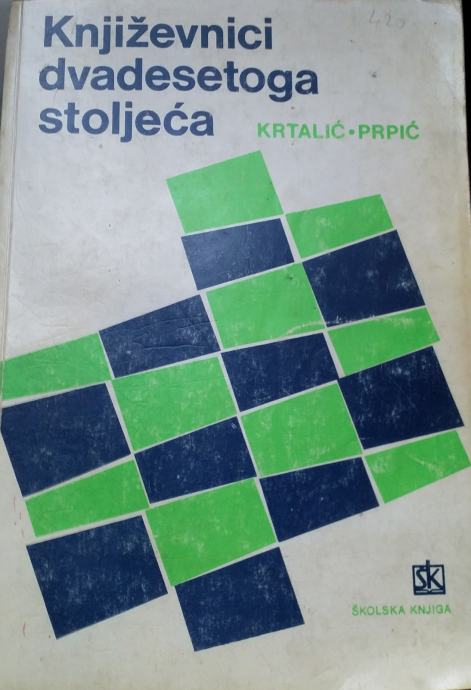 Književnici
dvadesetoga
stoljeća
KRTALIĆ•PRPIĆ
ŠK
ŠKOLSKA KNJIGA